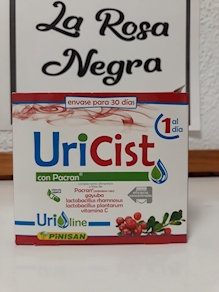 La Rosa
Negra
envase para 30 días
1 al
día
UriCist
con Pacran®
Pacran®
gayuba
lactobacillus rhamnosus
lactobacillus plantarum
vitamina C
Urioline
PINISAN